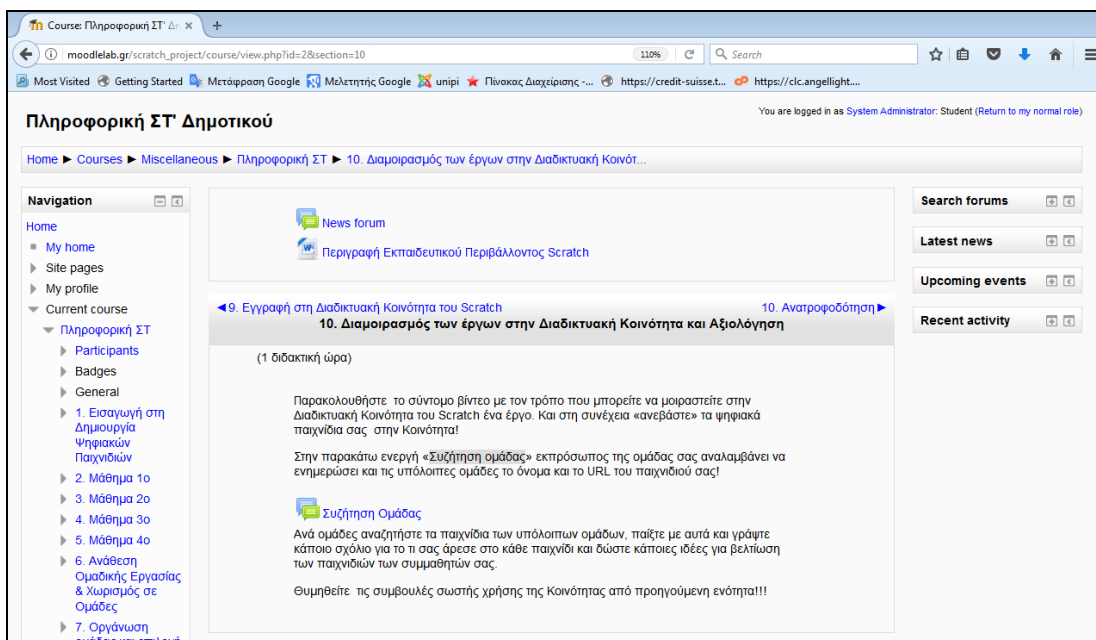 Course: Πληροφορική ΣΤ' Δη
moodlelab.gr/scratch_project/course/view.php?id=2&section=10
110%
Search
Most Visited Getting Started Μετάφραση Google Μελετητής Google unipi Πίνακας Διαχείρισης -... https://credit-suisse.t... https://clc.angellight....
Πληροφορική ΣΤ' Δημοτικού
You are logged in as System Administrator: Student (Return to my normal role)
Home ► Courses ► Miscellaneous ► Πληροφορική ΣΤ ► 10. Διαμοιρασμός των έργων στην Διαδικτυακή Κοινότ...
Navigation
Home
My home
Site pages
My profile
Current course
Πληροφορική ΣΤ
Participants
Badges
General
1. Εισαγωγή στη
Δημιουργία
Ψηφιακών
Παιχνιδιών
2. Μάθημα 1ο
3. Μάθημα 2ο
4. Μάθημα 3ο
5. Μάθημα 4ο
6. Ανάθεση
Ομαδικής Εργασίας
& Χωρισμός σε
Ομάδες
7. Οργάνωση
News forum
Περιγραφή Εκπαιδευτικού Περιβάλλοντος Scratch
◄9. Εγγραφή στη Διαδικτυακή Κοινότητα του Scratch
10. Ανατροφοδότηση►
10. Διαμοιρασμός των έργων στην Διαδικτυακή Κοινότητα και Αξιολόγηση
(1 διδακτική ώρα)
Παρακολουθήστε το σύντομο βίντεο με τον τρόπο που μπορείτε να μοιραστείτε στην
Διαδικτυακή Κοινότητα του Scratch ένα έργο. Και στη συνέχεια «ανεβάστε» τα ψηφιακά
παιχνίδια σας στην Κοινότητα!
Στην παρακάτω ενεργή «Συζήτηση ομάδας» εκπρόσωπος της ομάδας σας αναλαμβάνει να
ενημερώσει και τις υπόλοιπες ομάδες το όνομα και το URL του παιχνιδιού σας!
Συζήτηση Ομάδας
Ανά ομάδες αναζητήστε τα παιχνίδια των υπόλοιπων ομάδων, παίξτε με αυτά και γράψτε
κάποιο σχόλιο για το τι σας άρεσε στο κάθε παιχνίδι και δώστε κάποιες ιδέες για βελτίωση
των παιχνιδιών των συμμαθητών σας.
Θυμηθείτε τις συμβουλές σωστής χρήσης της Κοινότητας από προηγούμενη ενότητα!!!
Search forums
Latest news
Upcoming events
Recent activity